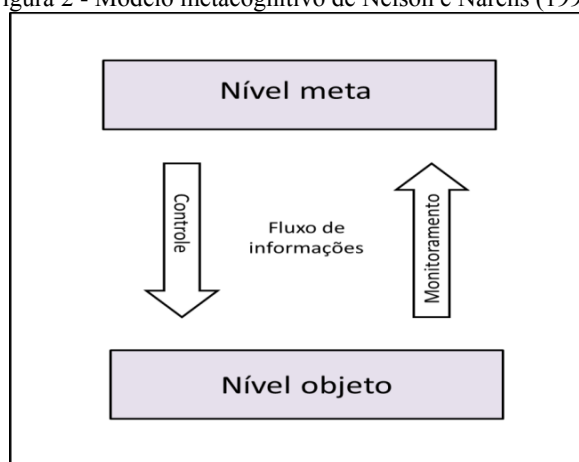 igura 2 - Modelo metacognitivo de Nelson e Narens (199
Nível meta
Controle
Fluxo de
informações
Monitoramento
Nível objeto